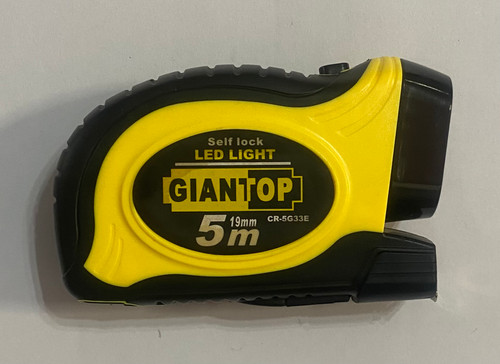 Self lock
LED LIGHT
GIANTOP
19mm
5m
CR-5G33E